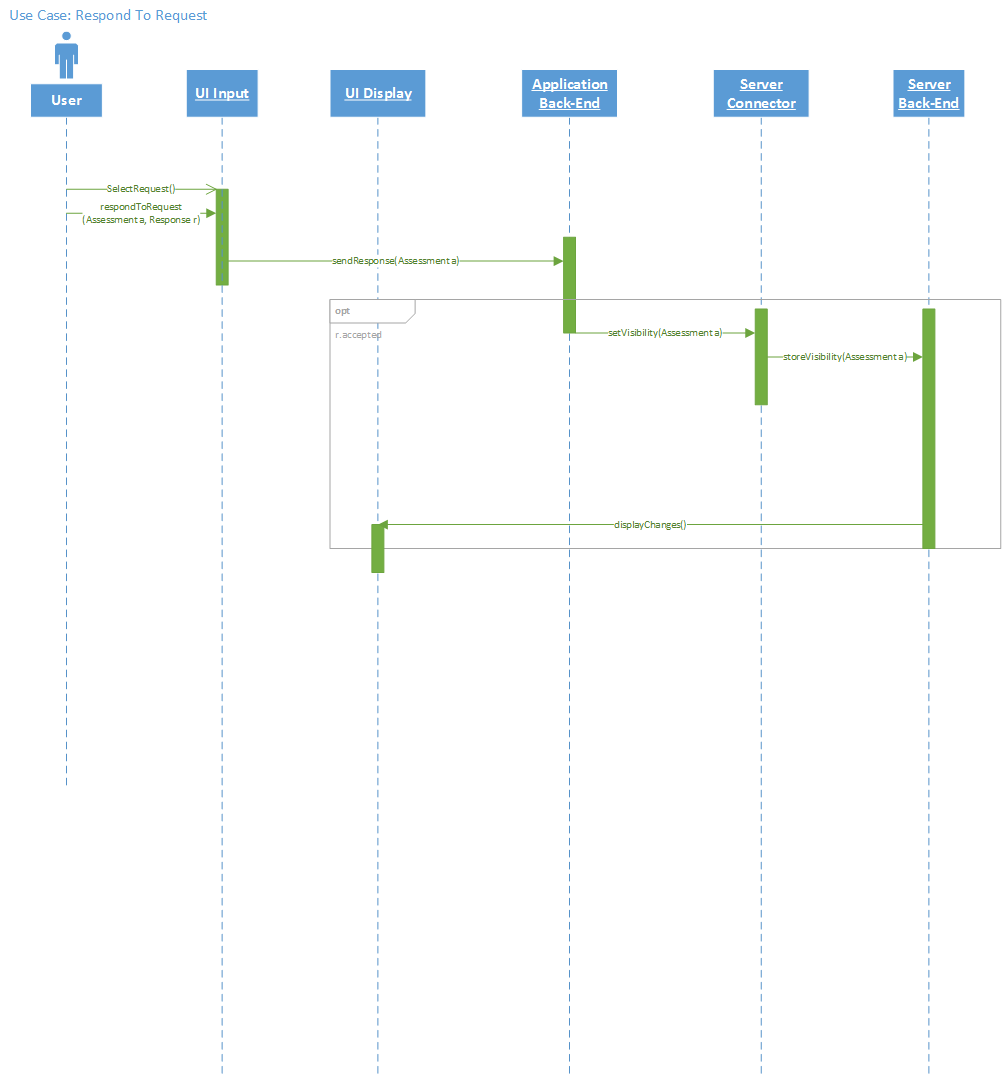 Use Case: Respond To Request
User
UI Input
UI Display
Application
Back-End
Server
Connector
Server
Back-End
SelectRequest()
respondToRequest
(Assessment a, Response r)
sendResponse(Assessment a)
opt
r.accepted
setVisibility(Assessment a)
storeVisibility(Assessment a)
displayChanges()